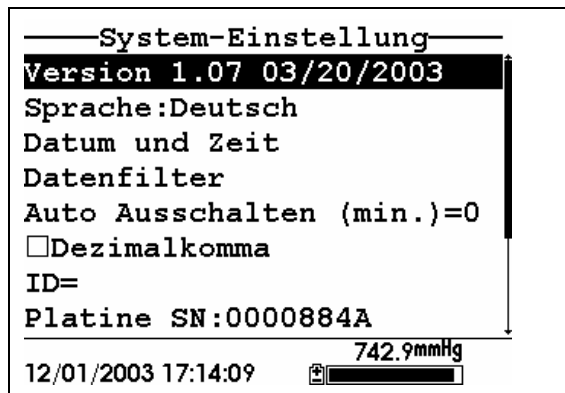 System-Einstellung
Version 1.07 03/20/2003
Sprache:Deutsch
Datum und Zeit
Datenfilter
Auto Ausschalten (min.)=0
Dezimalkomma
ID=
Platine SN:0000884A
742.9mmHg
12/01/2003 17:14:09